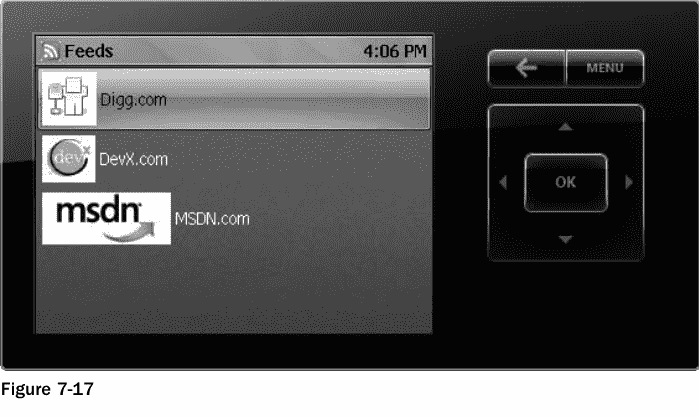 Feeds 4:06 PM
MENU
Digg.com
dev x DevX.com
OK
msdn MSDN.com
Figure 7-17